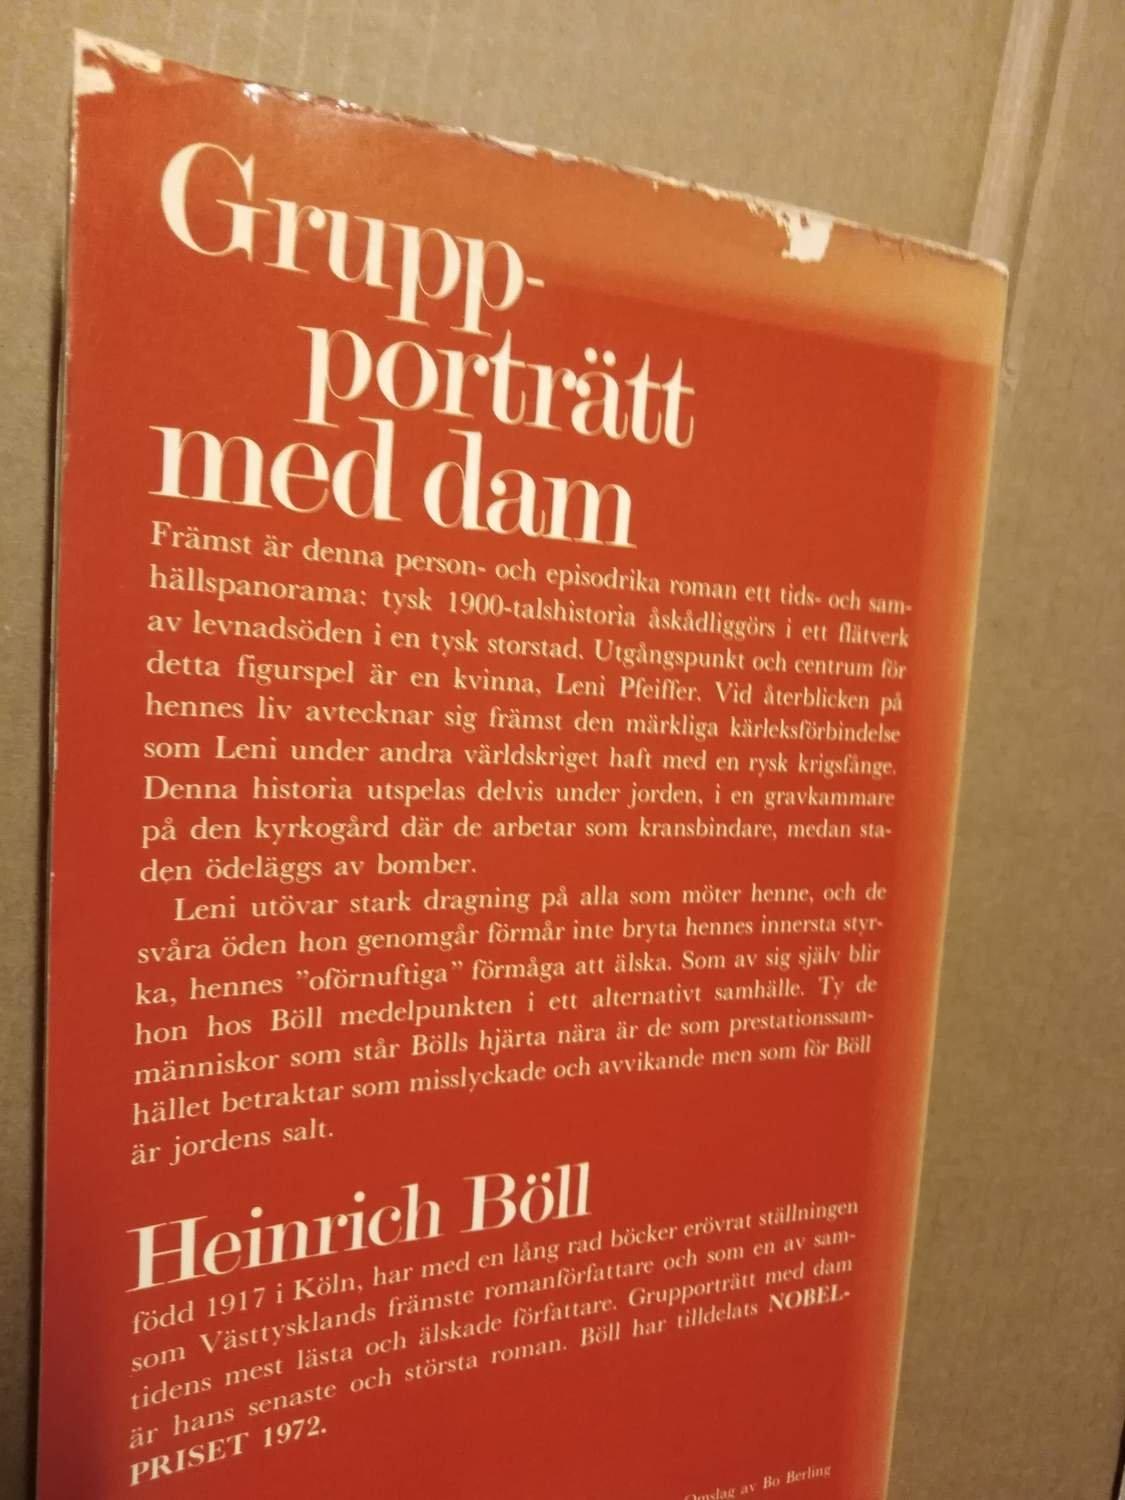 Grupp-
porträtt
med dam
Främst är denna person- och episodrika roman ett tids- och sam-
hällspanorama: tysk 1900-talshistoria åskådliggörs i ett flätverk
av levnadsöden i en tysk storstad. Utgångspunkt och centrum för
detta figurspel är en kvinna, Leni Pfeiffer. Vid återblicken på
hennes liv avtecknar sig främst den märkliga kärleksförbindelse
som Leni under andra världskriget haft med en rysk krigsfånge.
Denna historia utspelas delvis under jorden, i en gravkammare
på den kyrkogård där de arbetar som kransbindare, medan sta-
den ödeläggs av bomber.
Leni utövar stark dragning på alla som möter henne, och de
svåra öden hon genomgår förmår inte bryta hennes innersta styr-
ka, hennes ”oförnuftiga” förmåga att älska. Som av sig själv blir
hon hos Böll medelpunkten i ett alternativt samhälle. Ty de
människor som står Bölls hjärta nära är de som prestationssam-
hället betraktar som misslyckade och avvikande men som för Böll
är jordens salt.
Heinrich Böll
född 1917 i Köln, har med en lång rad böcker erövrat ställningen
som Västtysklands främste romanförfattare och som en av sam-
tidens mest lästa och älskade författare. Grupporträtt med dam
är hans senaste och största roman. Böll har tilldelats NOBEL-
PRISET 1972.
Omslag av Bo Berling